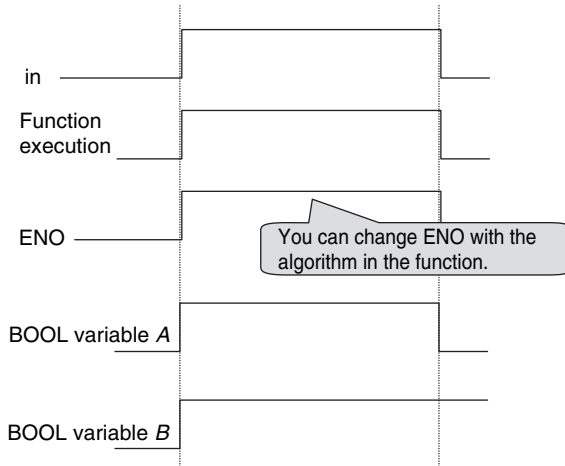 in
Function
execution
ENO
You can change ENO with the
algorithm in the function.
BOOL variable A
BOOL variable B